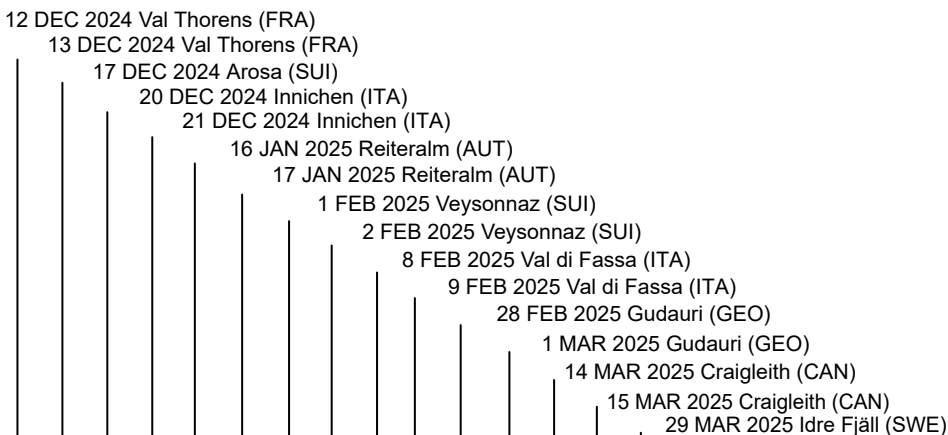 12 DEC 2024 Val Thorens (FRA)
13 DEC 2024 Val Thorens (FRA)
17 DEC 2024 Arosa (SUI)
20 DEC 2024 Innichen (ITA)
21 DEC 2024 Innichen (ITA)
16 JAN 2025 Reiteralm (AUT)
17 JAN 2025 Reiteralm (AUT)
1 FEB 2025 Veysonnaz (SUI)
2 FEB 2025 Veysonnaz (SUI)
8 FEB 2025 Val di Fassa (ITA)
9 FEB 2025 Val di Fassa (ITA)
28 FEB 2025 Gudauri (GEO)
1 MAR 2025 Gudauri (GEO)
14 MAR 2025 Craigleith (CAN)
15 MAR 2025 Craigleith (CAN)
29 MAR 2025 Idre Fjäll (SWE)